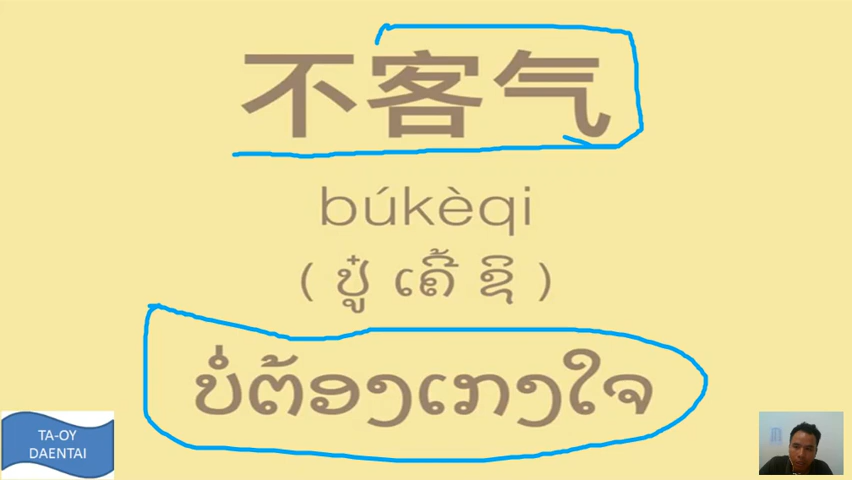 不客气
búkèqi
( ປູ໋ ເຄີ້ ຊິ )
ບໍ່ຕ້ອງເກງໃຈ
TA-OY
DAENTAI